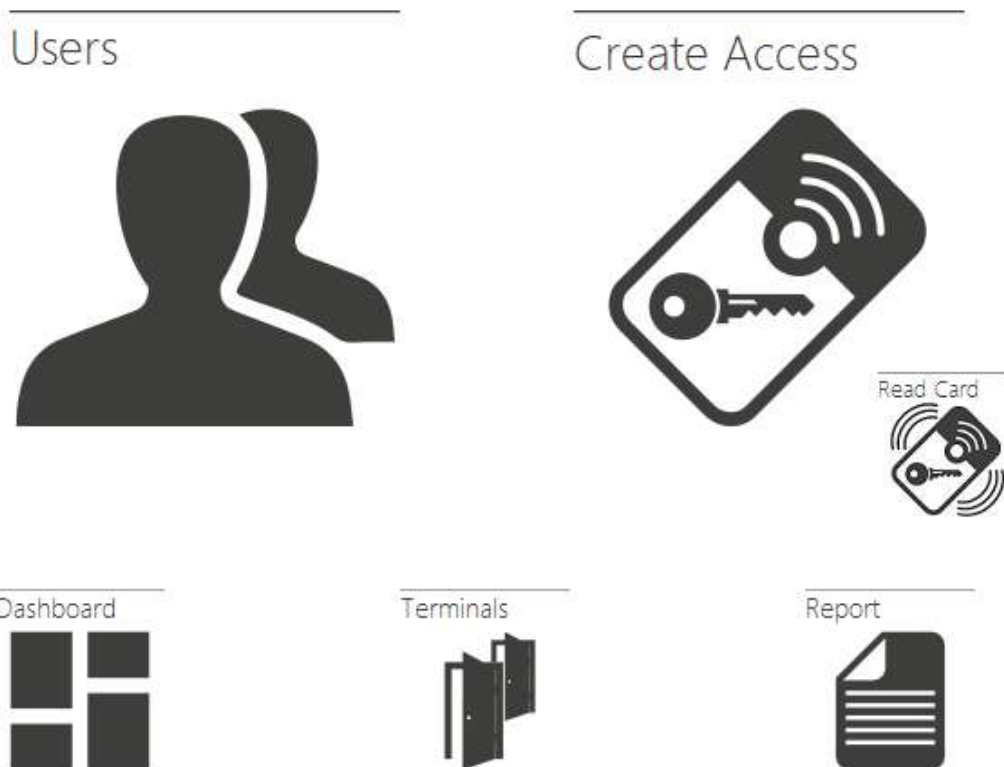 Users
Create Access
Read Card
Dashboard
Terminals
Report